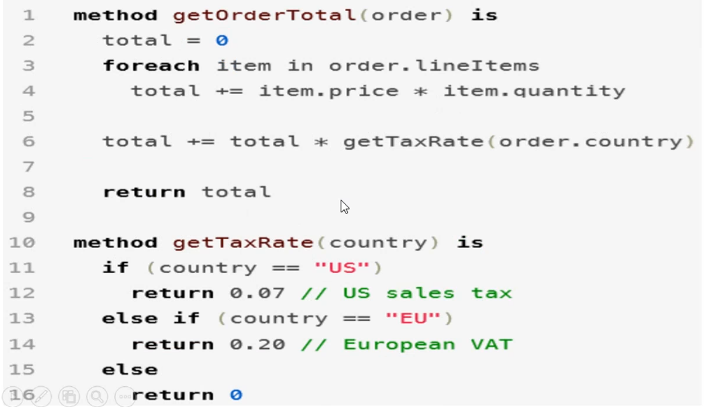 1 method getOrderTotal(order) is
2 total = 0
3 foreach item in order.lineItems
4 total += item.price * item.quantity
5
6 total += total * getTaxRate(order.country)
7
8 return total
9
10 method getTaxRate(country) is
11 if (country == "US")
12 return 0.07 // US sales tax
13 else if (country == "EU")
14 return 0.20 // European VAT
15 else
16 return 0